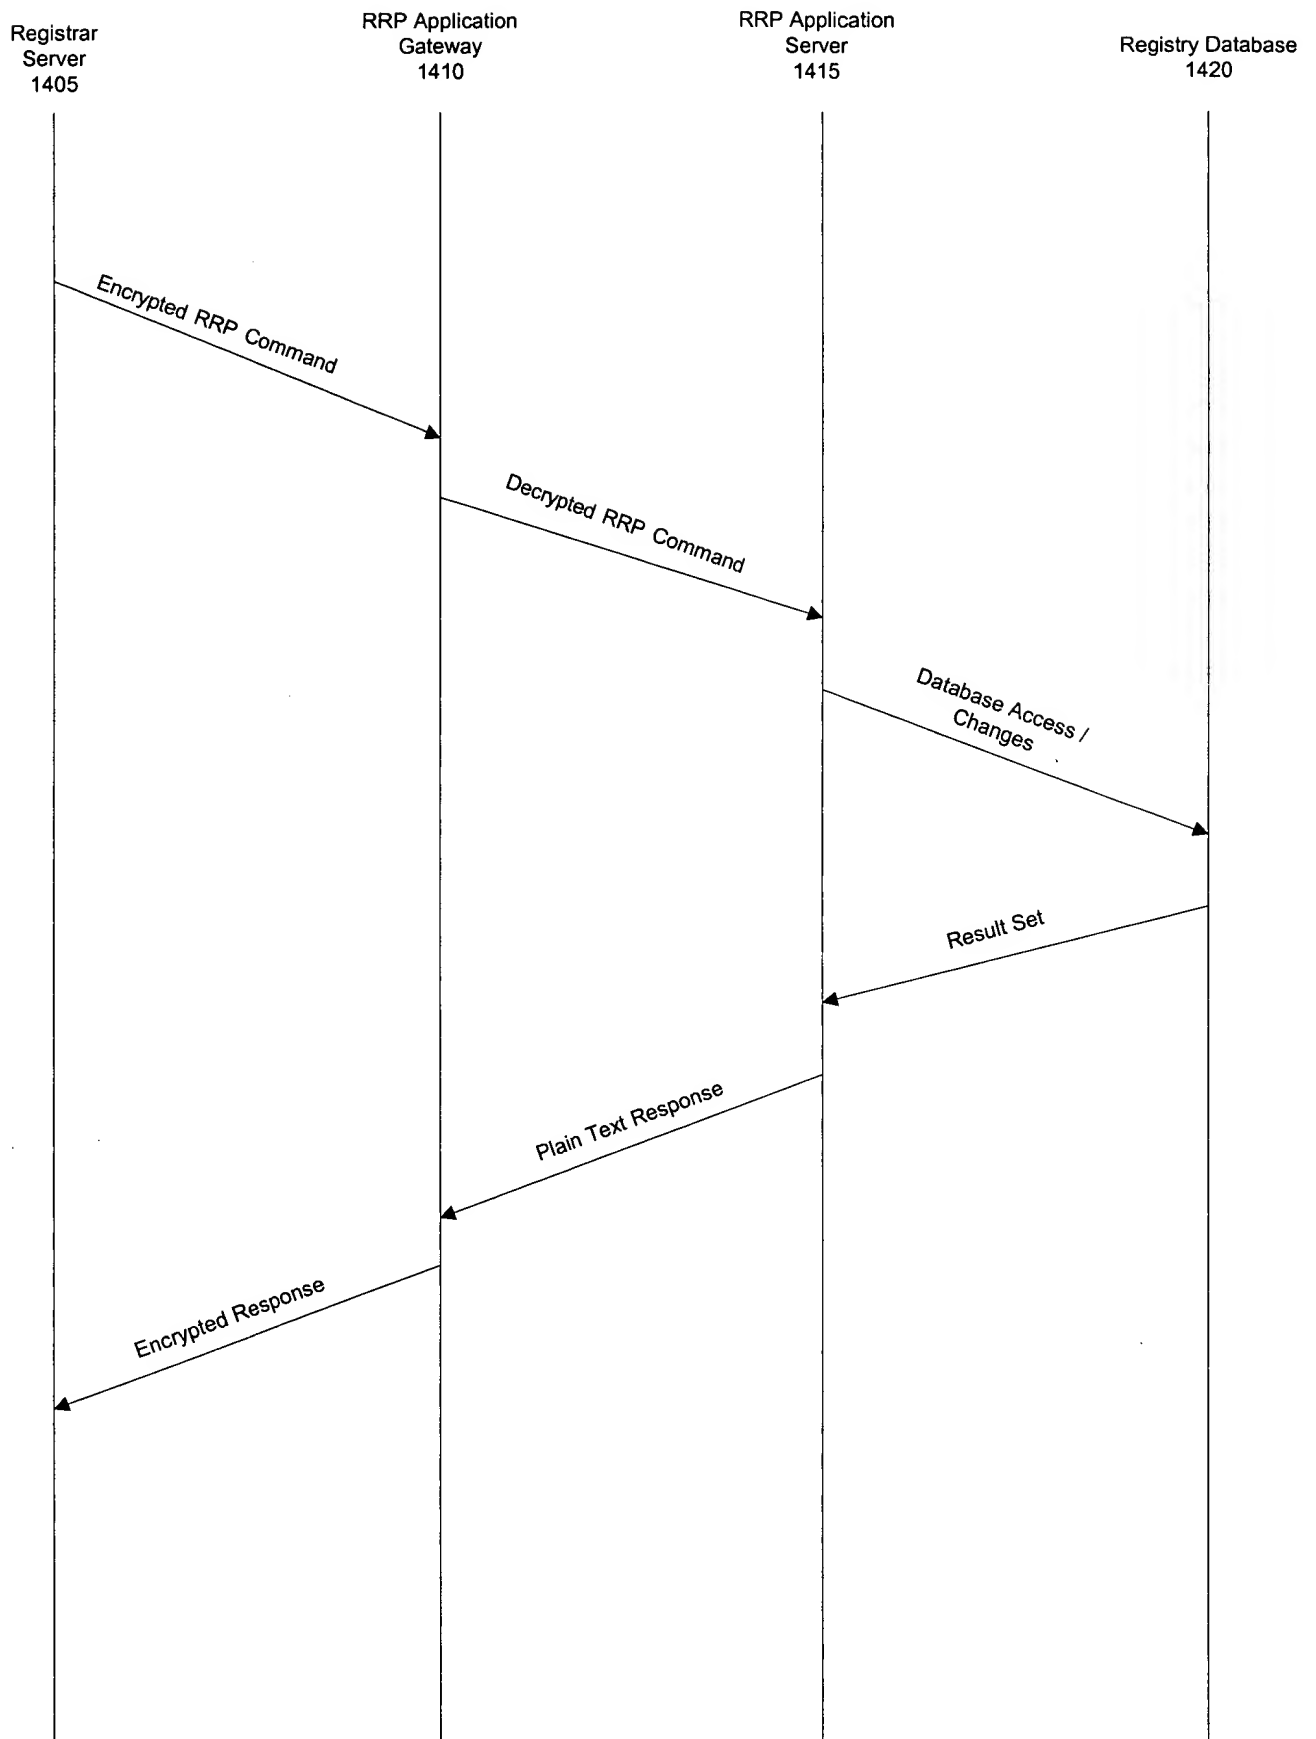 Registrar
Server
1405
RRP Application
Gateway
1410
RRP Application
Server
1415
Registry Database
1420
Encrypted RRP Command
Decrypted RRP Command
Database Access /
Changes
Result Set
Plain Text Response
Encrypted Response